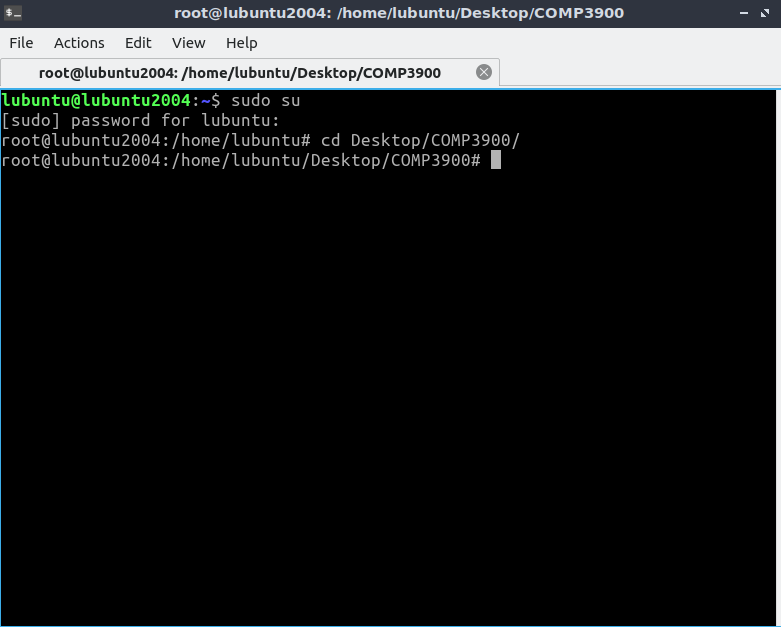 root@lubuntu2004: /home/lubuntu/Desktop/COMP3900
File Actions Edit View Help
root@lubuntu2004: /home/lubuntu/Desktop/COMP3900
lubuntu@lubuntu2004:~$ sudo su
[sudo] password for lubuntu:
root@lubuntu2004:/home/lubuntu# cd Desktop/COMP3900/
root@lubuntu2004:/home/lubuntu/Desktop/COMP3900#